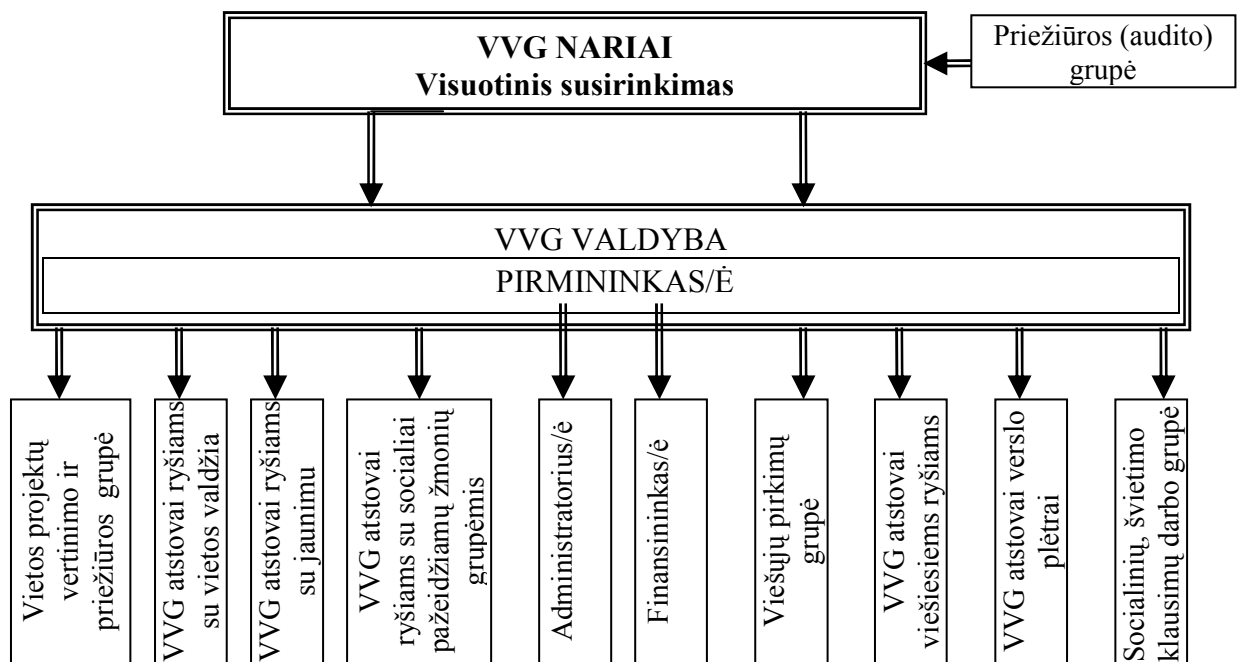 VVG NARIAI
Visuotinis susirinkimas
Priežiūros (audito)
grupė
VVG VALDYBA
PIRMININKAS/Ė
Vietos projektų
vertinimo ir
priežiūros grupė
VVG atstovai ryšiams
su vietos valdžia
VVG atstovai ryšiams
su jaunimu
VVG atstovai
ryšiams su socialiai
pažeidžiamų žmonių
grupėmis
Administratorius/ė
Finansininkas/ė
Viešųjų pirkimų
grupė
VVG atstovai
viešiesiems ryšiams
VVG atstovai verslo
plėtrai
Socialinių, švietimo
klausimų darbo grupė